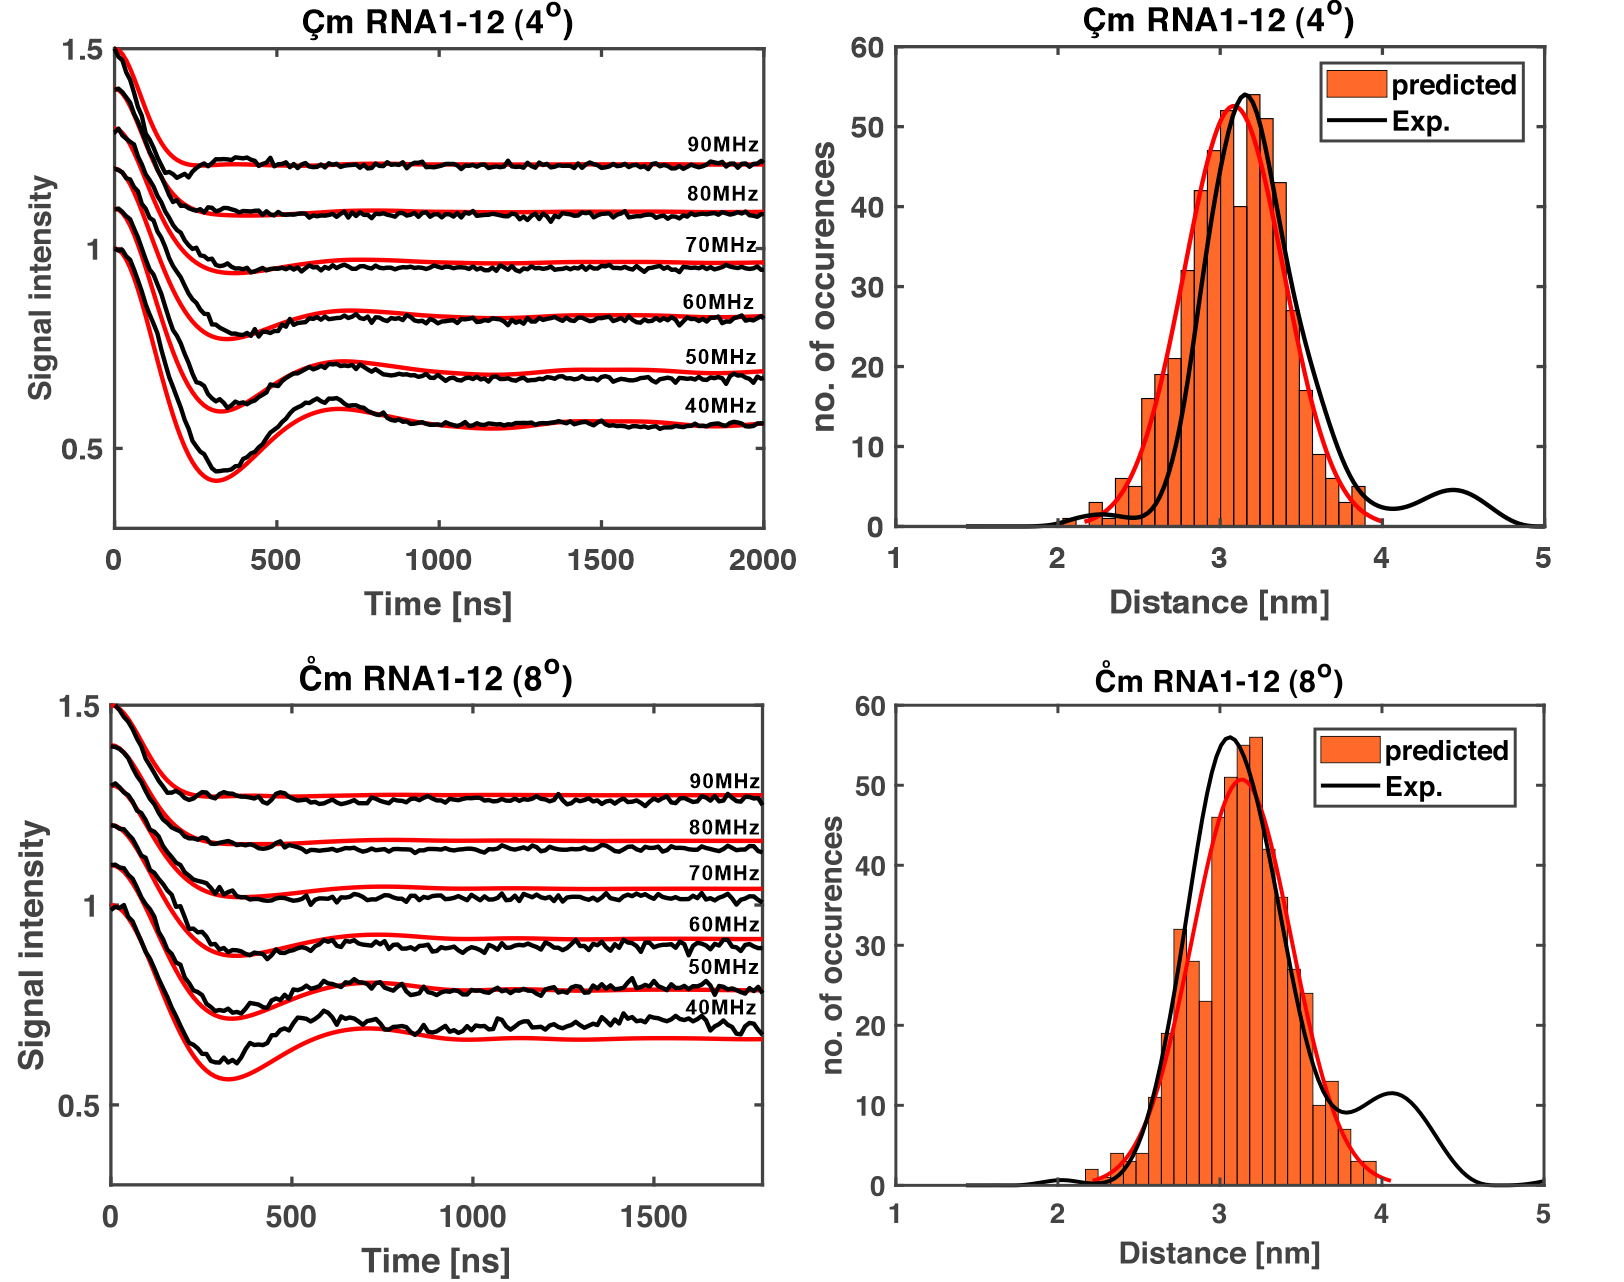 Çm RNA1-12 (4°)
1.5
1
0.5
Signal intensity
90MHz
80MHz
70MHz
60MHz
50MHz
40MHz
0 500 1000 1500 2000
Time [ns]
Çm RNA1-12 (4°)
60
50
40
30
20
10
0
no. of occurences
predicted
Exp.
1 2 3 4 5
Distance [nm]
C̊m RNA1-12 (8°)
1.5
1
0.5
Signal intensity
90MHz
80MHz
70MHz
60MHz
50MHz
40MHz
0 500 1000 1500
Time [ns]
C̊m RNA1-12 (8°)
60
50
40
30
20
10
0
no. of occurences
predicted
Exp.
1 2 3 4 5
Distance [nm]